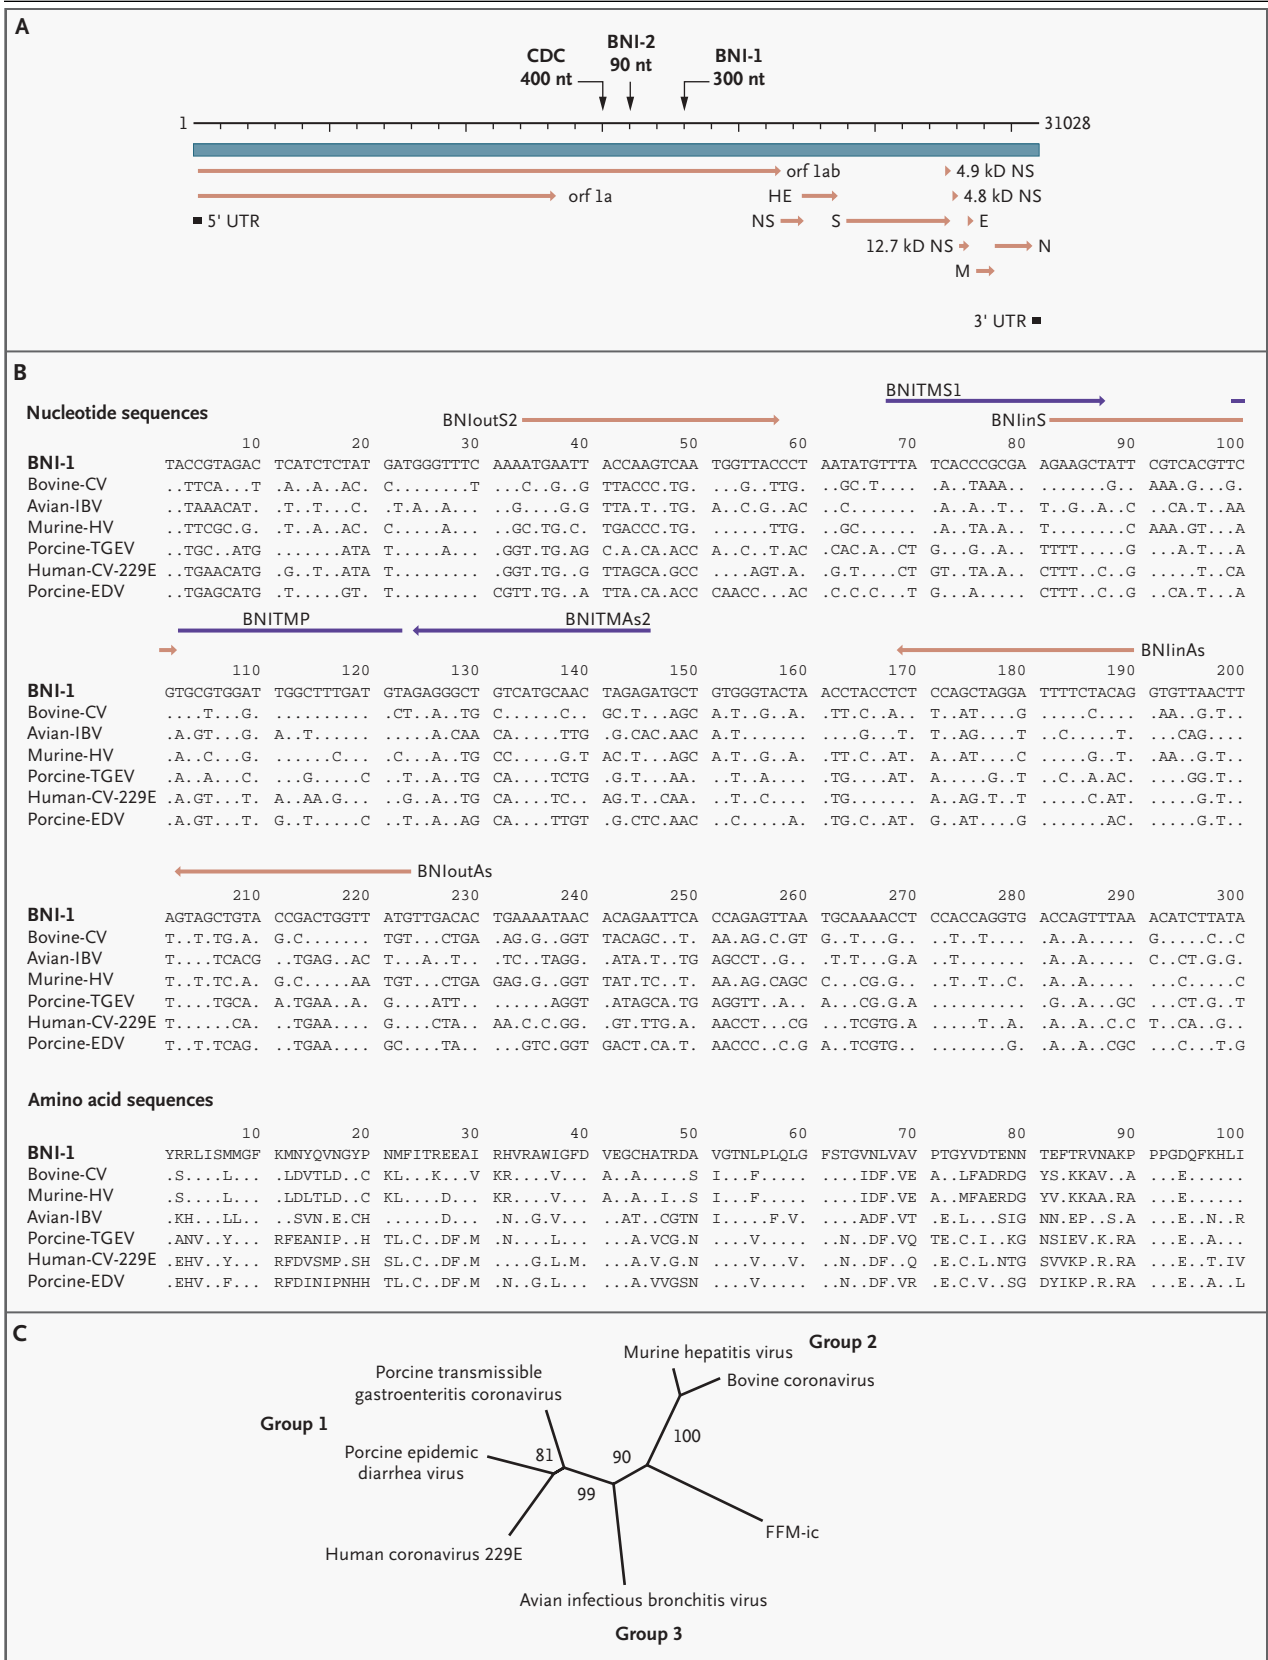 A
CDC
400 nt
BNI-2
90 nt
BNI-1
300 nt
1
31028
orf 1ab
4.9 kD NS
orf 1a
HE
4.8 kD NS
5' UTR
NS
S
E
12.7 kD NS
N
M
3' UTR
B
BNITMS1
Nucleotide sequences
BNIoutS2
BNIinS
10 20 30 40 50 60 70 80 90 100
BNI-1 TACCGTAGAC TCATCTCTAT GATGGGTTTC AAAATGAATT ACCAAGTCAA TGGTTACCCT AATATGTTTA TCACCCGCGA AGAAGCTATT CGTCACGTTC
Bovine-CV ..TTCA...T .A..A..AC. C.......T ...C..G..G TTACCC.TG. ...G..TTG. ..GC.T.... .A..TAAA.. .......G. AAA.G...G.
Avian-IBV ..TAAACAT. ..T..T..C. .T.A...A.. ..G....G.G TTA.T..TG. .A..C..G..AC ..C....... .A..A..T.. T..G..A..C ..CA.T..AA
Murine-HV ..TTCGC.G. .T..A..AC. C.....A... ..GC.TG.C. TGACCC.TG. ......TTG ..GC...... .A..TA.A.. T........C AAA.GT...A
Porcine-TGEV ..TGC..ATG ......ATA T.....A... .GGT.TG.AG C.A.CA.ACC .A..C..T.AC .CAC.A..CT G...G..A.. TTTT.....G ...A.T...A
Human-CV-229E ..TGAACATG .G..T..ATA T......... .GGT.TG..G TTAGCA.GCC ...AGT.A. .G.T....CT GT..TA.A.. CTTT..C..G .....T..CA
Porcine-EDV ..TGAGCATG .T.....GT. T......... CGTT.TG..A TTA.CA.ACC CAACC...AC .C.C.C...T G...A..... CTTT..C..G ..CA.T...A
BNITMP
BNITMAs2
BNIinAs
110 120 130 140 150 160 170 180 190 200
BNI-1 GTGCGTGGAT TGGCTTTGAT GTAGAGGGCT GTCATGCAAC TAGAGATGCT GTGGGTACTA ACCTACCTCT CCAGCTAGGA TTTTCTACAG GTGTTAACTT
Bovine-CV ....T...G. .......... .CT..A..TG C.....C... GC.T...AGC A.T..G..A. .TT.C..A.. T..AT....G .....C.... .AA..G.T..
Avian-IBV .A.GT...G. A..T...... .....A.CAA CA.....TTG .G.CAC.AAC A.T....... .....G...T T..AG....T ..C.....T. ...CAG....
Murine-HV .A..C...G. ......C... .C...A..TG CC.....G.T AC.T...AGC A.T..G..A. .TT.C..AT. A..AT....C .....G..T. .AA..G.T..
Porcine-TGEV .A..A...C. ...G.....C ..T..A..TG CA....TCTG .G.T...AA. ..T..A.... ..TG....AT. A.....G..T ..C..A.AC. ....GG.T..
Human-CV-229E .A.GT...T. A..AA.G... ..G..A..TG CA....TC.. AG.T..CAA. ..T..C.... ..TG...... A..AG.T..T .....C.AT. .....G.T..
Porcine-EDV .A.GT...T. G..T.....C ..T..A..AG CA....TTGT .G.CTC.AAC ..C.....A. .TG.C..AT. G..AT....G .......AC. .....G.T..
BNIoutAs
210 220 230 240 250 260 270 280 290 300
BNI-1 AGTAGCTGTA CCGACTGGTT ATGTTGACAC TGAAAATAAC ACAGAATTCA CCAGAGTTAA TGCAAAACCT CCACCAGGTG ACCAGTTTAA ACATCTTATA
Bovine-CV T..T.TG.A. G.C....... TGT...CTGA .AG.G..GGT TACAGC..T. AA.AG.C.GT G..T...G.. ..T..T.... .A..A..... G.....C..C
Avian-IBV T....TCACG ..TGAG..AC T...A..T.. ..TC..TAGG .ATA.T..TG AGCCT..G.. .T.T...G.A ..T....... .A..A..... C..CT.G.G.
Murine-HV T..T.TCA. A.G.C.....AA TGT...CTGA GAG.G..GGT TAT.TC..T. AA.AG.CAGC C...CG.G.. ..T..T..C. .A..A..... ......C..C
Porcine-TGEV T....TGCA. A.TGAA..A. G....ATT.. ......AGGT .ATAGCA.TG AGGTT..A.. A...CG.G.A .......... .G..A...GC ...CT.G..T
Human-CV-229E T......CA. ..TGAA.... G....CTA.. AA.C.C.GG. .GT.TTG.A. AACCT...CG ..TCGTG.A ....T..A. .A..A..C.C T..CA..G..
Porcine-EDV T..T.TCAG. ..TGAA.... GC....TA.. ...GTC.GGT GACT.CA.T. AACCC..C.G A..TCGTG.. ........G. .A..A..CGC ...C...T.G
Amino acid sequences
10 20 30 40 50 60 70 80 90 100
BNI-1 YRRLISMMGF KMNYQVNGYP NMFITREEAI RHVRAWIGFD VEGCHATRDA VGTNLPLQLG FSTGVNLVAV PTGYVDTENN TEFTRVNAKP PPGDQFKHLI
Bovine-CV .S....L... .LDVTLD..C KL...K...V KR....V... A..A.....S I...F..... ....IDF.VE A..LFADRDG YS.KKAV..A ...E......
Murine-HV .S....L... .LDLTLD..C KL....D... KR....V... A..A..I..S I...F..... ....IDF.VE A..MFAERDG YV.KKAA.RA ...E......
Avian-IBV .KH...LL.. ..SVN.E.CH ......D... .N..G.V... ..AT..CGTN I.....F.V. ....ADF.VT .E.L...SIG NN.EP..S.A ...E..N..R
Porcine-TGEV .ANV..Y... RFEANIP..H TL.C..DF.M .N....L... ...A.VCG.N ....V..... ..N..DF.VQ TE.C.I..KG NSIEV.K.RA ...E..A...
Human-CV-229E .EHV..Y... RFDVSMP.SH SL.C..DF.M ...G.L.M. ...A.V.G.N ....V...V. ..N..DF..Q .E.C.L.NTG SVVKP.R.RA ...E..T.IV
Porcine-EDV .EHV..F... RFDINIPNHH TL.C..DF.M .N..G.L... ...A.VVGSN ....V..... ..N..DF.VR .E.C.V..SG DYIKP.R.RA ...E..A..L
C
Group 2
Murine hepatitis virus
Bovine coronavirus
Porcine transmissible
gastroenteritis coronavirus
Group 1
Porcine epidemic
diarrhea virus
81
90
100
99
FFM-ic
Human coronavirus 229E
Avian infectious bronchitis virus
Group 3